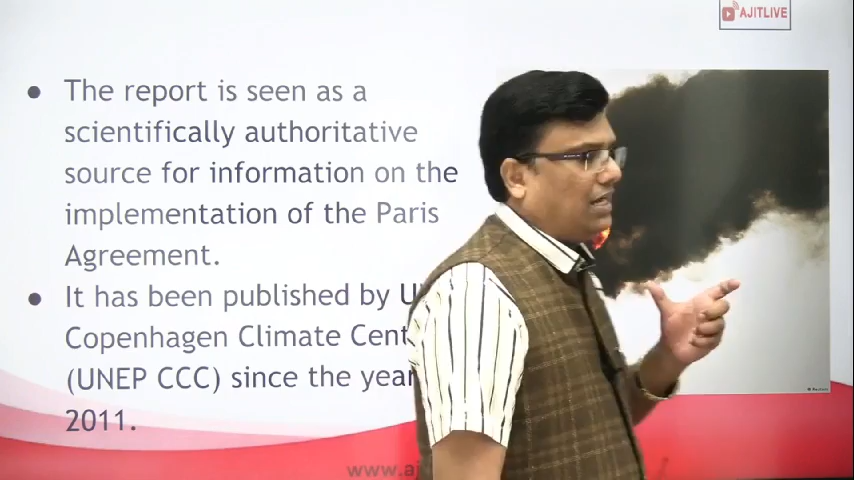 AJITLIVE
The report is seen as a
scientifically authoritative
source for information on the
implementation of the Paris
Agreement.
It has been published by
Copenhagen Climate
(UNEP CCC) since the year
2011.